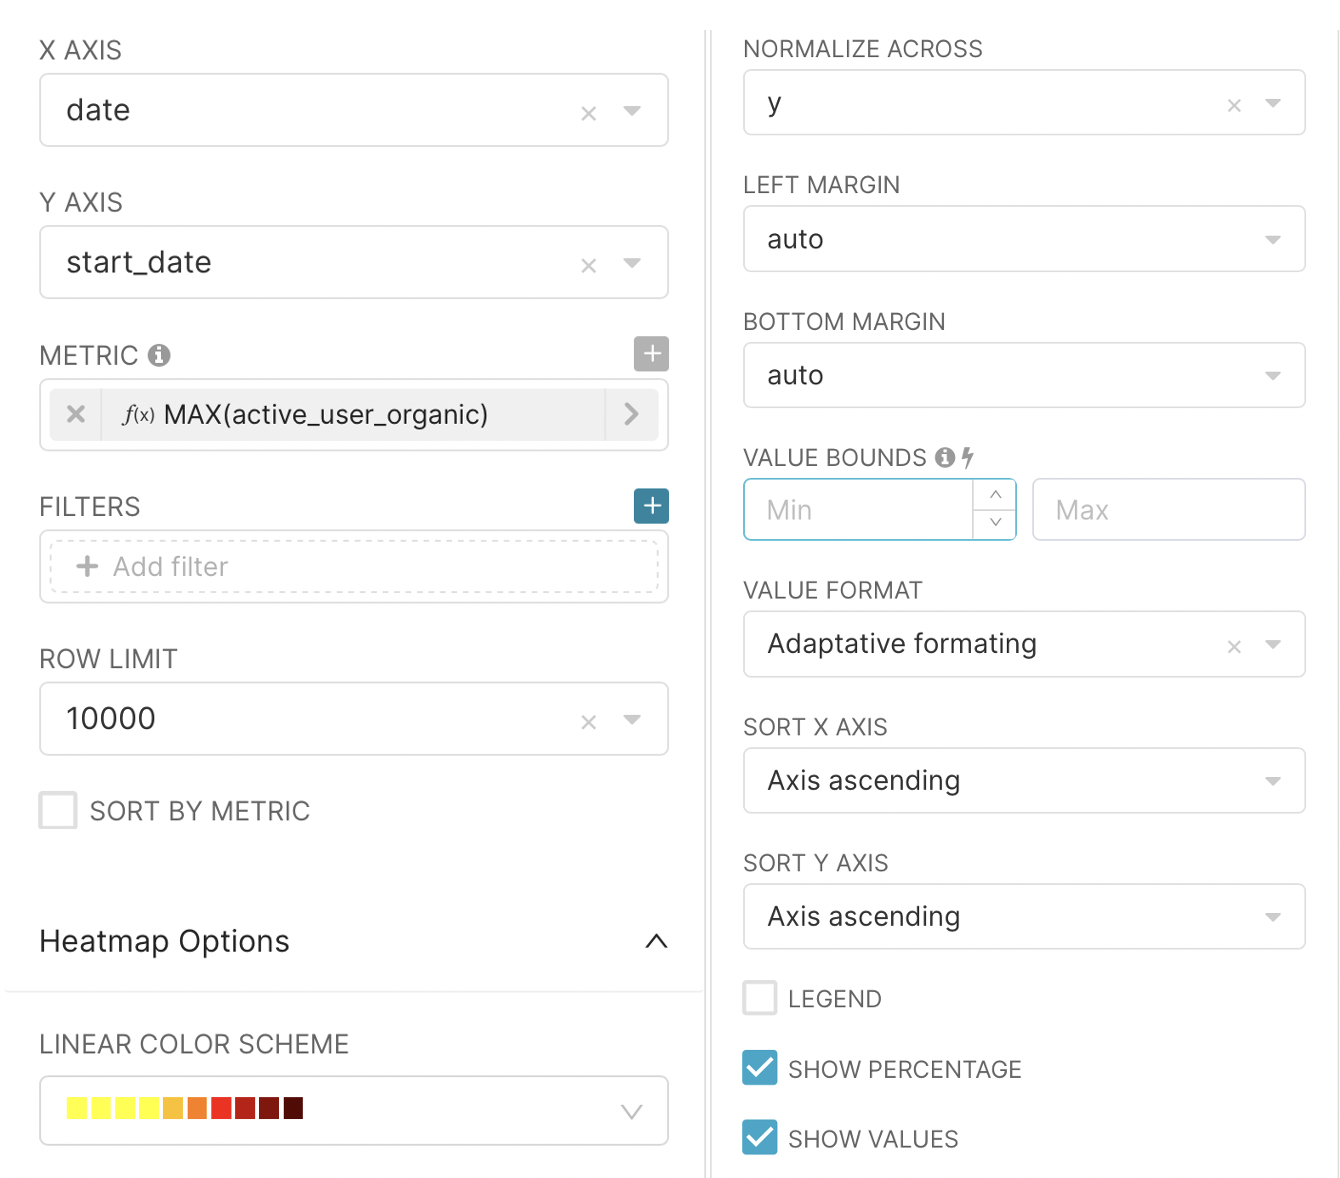 X AXIS
date
Y AXIS
start_date
METRIC
f(x) MAX(active_user_organic)
FILTERS
Add filter
ROW LIMIT
10000
SORT BY METRIC
Heatmap Options
LINEAR COLOR SCHEME
NORMALIZE ACROSS
y
LEFT MARGIN
auto
BOTTOM MARGIN
auto
VALUE BOUNDS
Min Max
VALUE FORMAT
Adaptative formating
SORT X AXIS
Axis ascending
SORT Y AXIS
Axis ascending
LEGEND
SHOW PERCENTAGE
SHOW VALUES